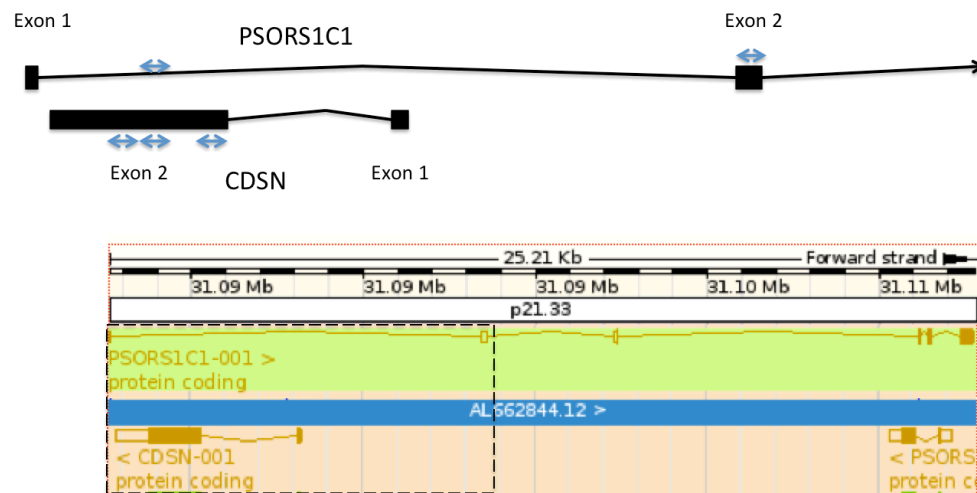 Exon 1
Exon 2
PSORS1C1
Exon 2
CDSN
Exon 1
25.21 Kb
Forward strand
31.09 Mb
31.09 Mb
31.09 Mb
31.10 Mb
31.11 Mb
p21.33
PSORS1C1-001 >
protein coding
AL662844.12 >
< CDSN-001
protein coding
< PSORS
protein c